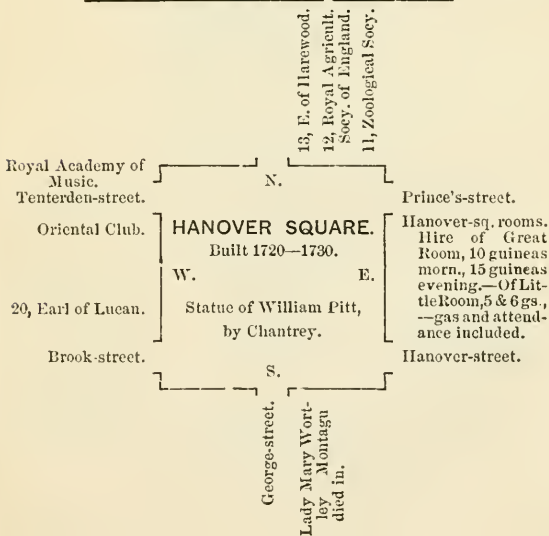 13, E. of Harewood.
12, Royal Agricult.
Socy. of England.
11, Zoological Socy.
Royal Academy of
Music.
Tenterden-street.
N.
Prince's-street.
Oriental Club.
20, Earl of Lucan.
HANOVER SQUARE.
Built 1720—1730.
W.
E.
Statue of William Pitt,
by Chantrey.
Hanover-sq. rooms.
Hire of Great
Room, 10 guineas
morn., 15 guineas
evening.—Of Lit-
tle Room, 5 & 6 gs.,
—gas and attend-
ance included.
Brook-street.
S.
Hanover-street.
George-street.
Lady Mary Wort-
ley Montagu
died in.